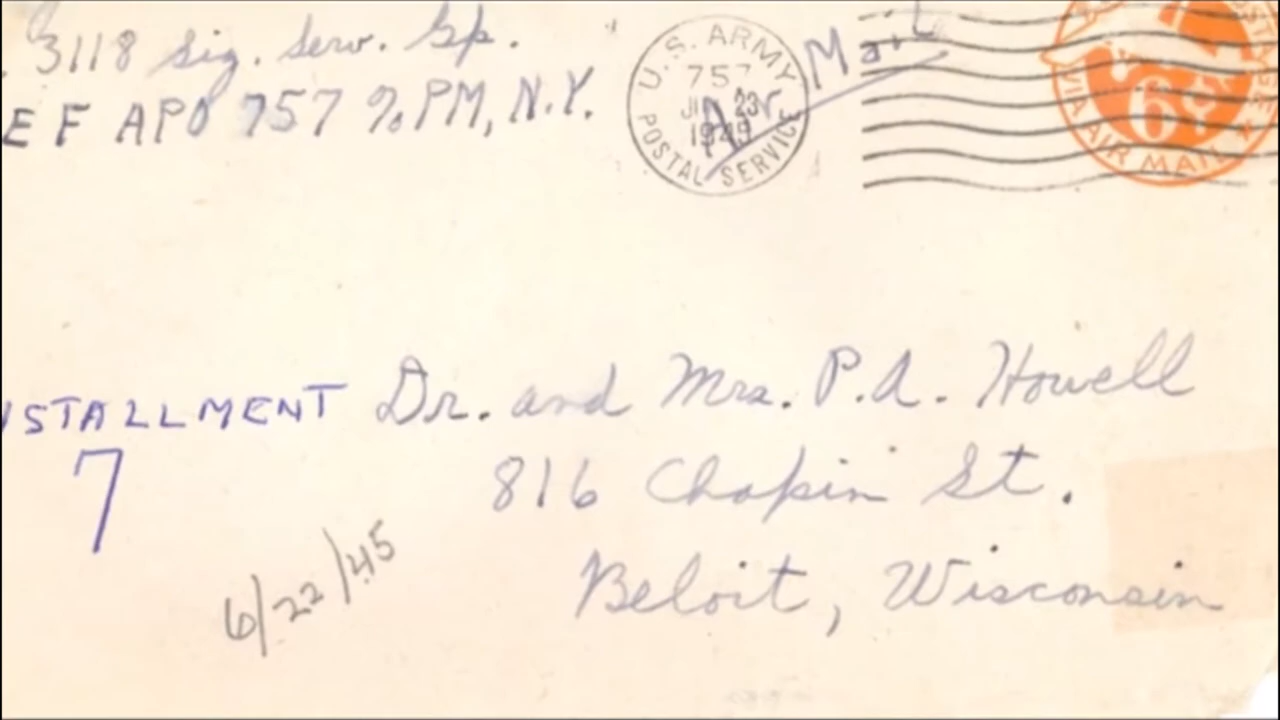 3118 Sig. Serv. Gp.
E F APO 757 % PM, N.Y.
U.S. ARMY
757
23
POSTAL SERVICE
Air Mail
6¢
VIA AIR MAIL
STALLMENT
7
Dr. and Mrs. P.A. Howell
816 Chapin St.
Beloit, Wisconsin
6/22/45